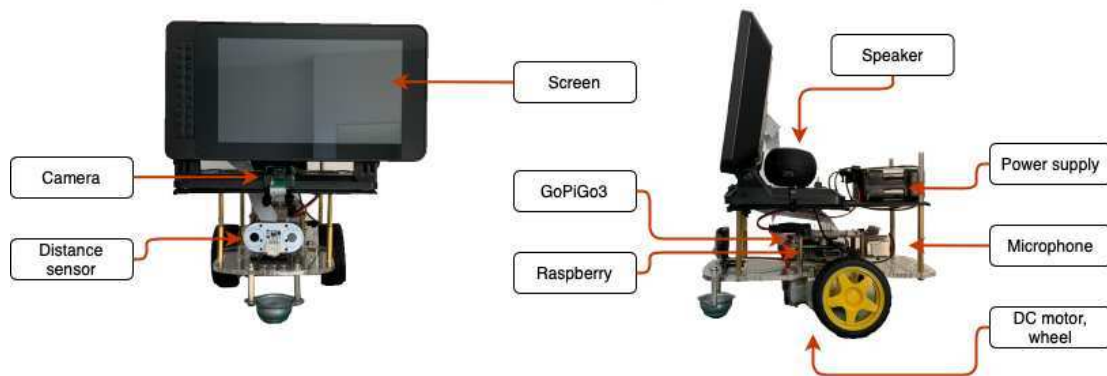 Speaker
Screen
Camera
GoPiGo3
Power supply
Distance
sensor
Raspberry
Microphone
DC motor,
wheel